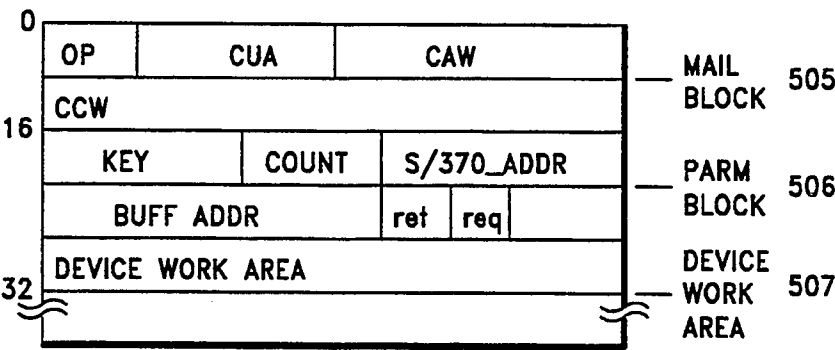 0
OP CUA CAW
MAIL BLOCK 505
CCW
16
KEY COUNT S/370_ADDR
PARM BLOCK 506
BUFF ADDR ret req
DEVICE WORK AREA
DEVICE WORK AREA 507
32